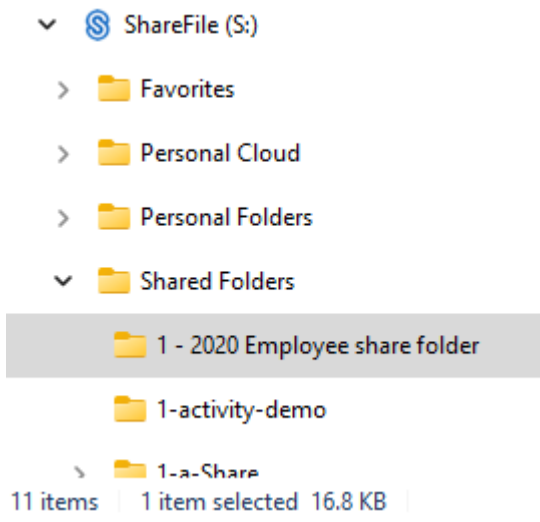 ShareFile (S:)
Favorites
Personal Cloud
Personal Folders
Shared Folders
1 - 2020 Employee share folder
1-activity-demo
1-a-Share
11 items 1 item selected 16.8 KB